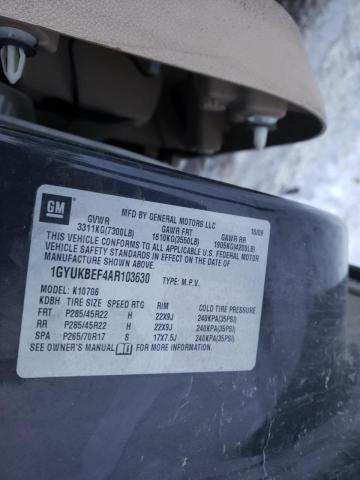 GM
MFD BY GENERAL MOTORS LLC 10/09
GVWR GAWR FRT GAWR RR
3311KG(7300LB) 1610KG(3550LB) 1905KG(4200LB)
THIS VEHICLE CONFORMS TO ALL APPLICABLE U.S. FEDERAL MOTOR
VEHICLE SAFETY STANDARDS IN EFFECT ON THE DATE OF
MANUFACTURE SHOWN ABOVE.
1GYUKBEF4AR103630 TYPE: M.P.V.
MODEL: K10706
KDBH TIRE SIZE SPEED RTG RIM COLD TIRE PRESSURE
FRT P285/45R22 H 22X9J 240KPA(35PSI)
RR P285/45R22 H 22X9J 240KPA(35PSI)
SPA P265/70R17 S 17X7.5J 240KPA(35PSI)
SEE OWNER'S MANUAL FOR MORE INFORMATION.